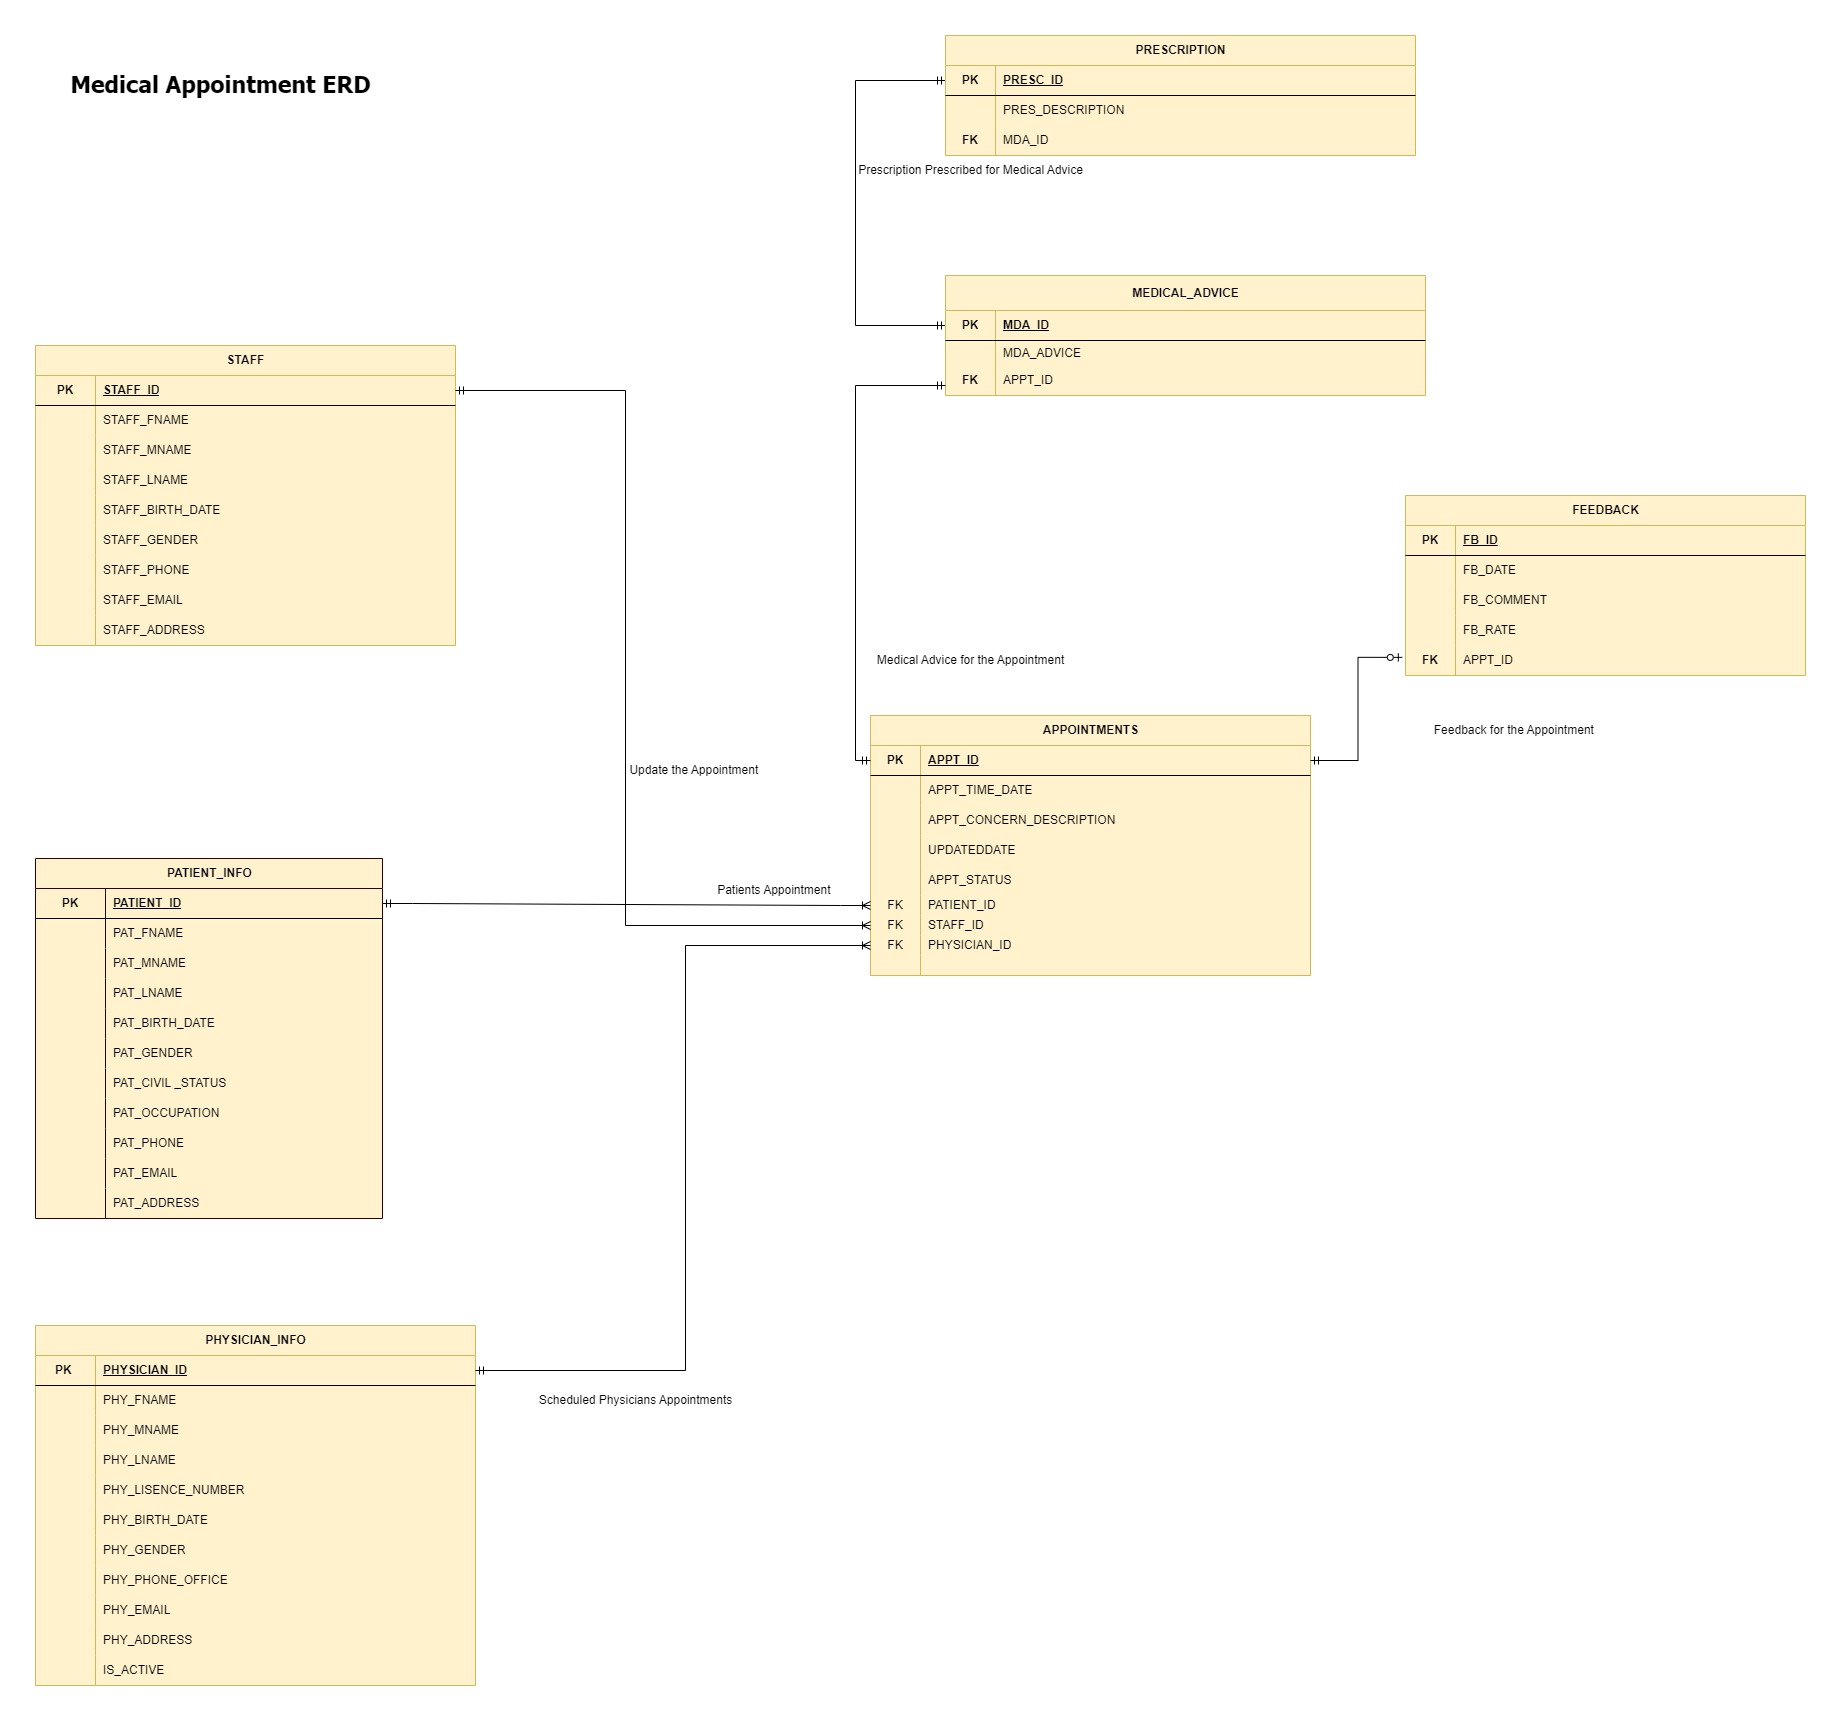 Medical Appointment ERD
PRESCRIPTION
PK PRESC_ID
PRES_DESCRIPTION
FK MDA_ID
Prescription Prescribed for Medical Advice
MEDICAL_ADVICE
PK MDA_ID
MDA_ADVICE
FK APPT_ID
STAFF
PK STAFF_ID
STAFF_FNAME
STAFF_MNAME
STAFF_LNAME
STAFF_BIRTH_DATE
STAFF_GENDER
STAFF_PHONE
STAFF_EMAIL
STAFF_ADDRESS
FEEDBACK
PK FB_ID
FB_DATE
FB_COMMENT
FB_RATE
FK APPT_ID
Medical Advice for the Appointment
Feedback for the Appointment
Update the Appointment
APPOINTMENTS
PK APPT_ID
APPT_TIME_DATE
APPT_CONCERN_DESCRIPTION
UPDATEDDATE
APPT_STATUS
FK PATIENT_ID
FK STAFF_ID
FK PHYSICIAN_ID
Patients Appointment
PATIENT_INFO
PK PATIENT_ID
PAT_FNAME
PAT_MNAME
PAT_LNAME
PAT_BIRTH_DATE
PAT_GENDER
PAT_CIVIL _STATUS
PAT_OCCUPATION
PAT_PHONE
PAT_EMAIL
PAT_ADDRESS
PHYSICIAN_INFO
PK PHYSICIAN_ID
PHY_FNAME
PHY_MNAME
PHY_LNAME
PHY_LISENCE_NUMBER
PHY_BIRTH_DATE
PHY_GENDER
PHY_PHONE_OFFICE
PHY_EMAIL
PHY_ADDRESS
IS_ACTIVE
Scheduled Physicians Appointments